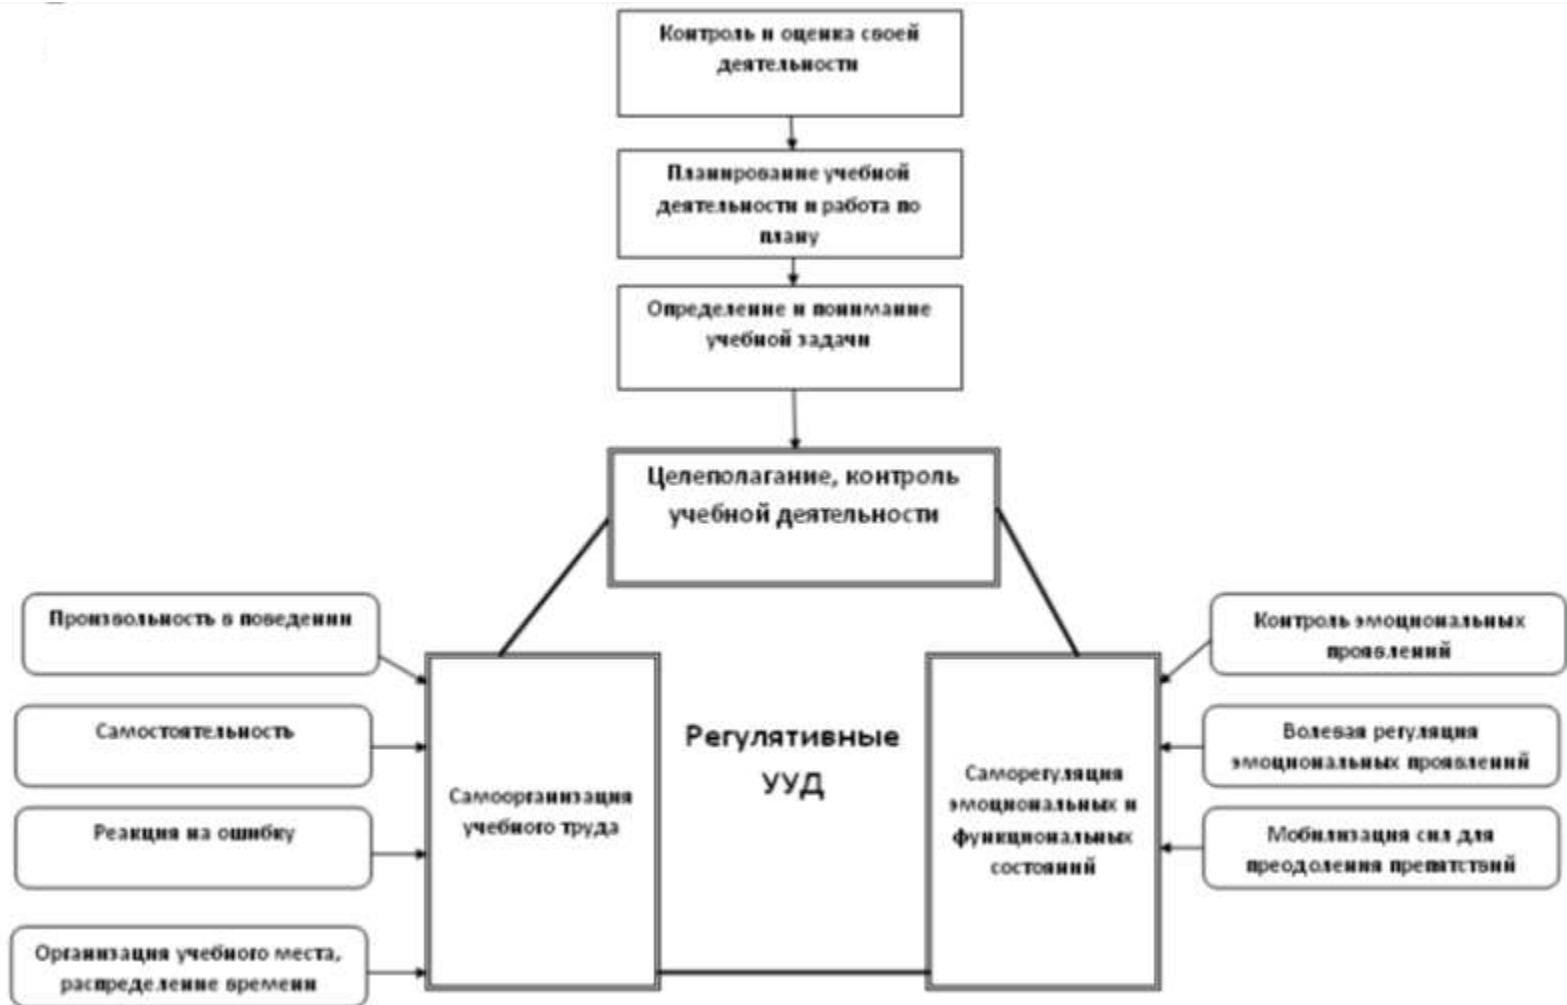 Контроль и оценка своей
деятельности
Планирование учебной
деятельности и работа по
плану
Определение и понимание
учебной задачи
Целеполагание, контроль
учебной деятельности
Произвольность в поведении
Самостоятельность
Реакция на ошибку
Организация учебного места,
распределение времени
Самоорганизация
учебного труда
Регулятивные
УУД
Саморегуляция
эмоциональных и
функциональных
состояний
Контроль эмоциональных
проявлений
Волевая регуляция
эмоциональных проявлений
Мобилизация сил для
преодоления препятствий